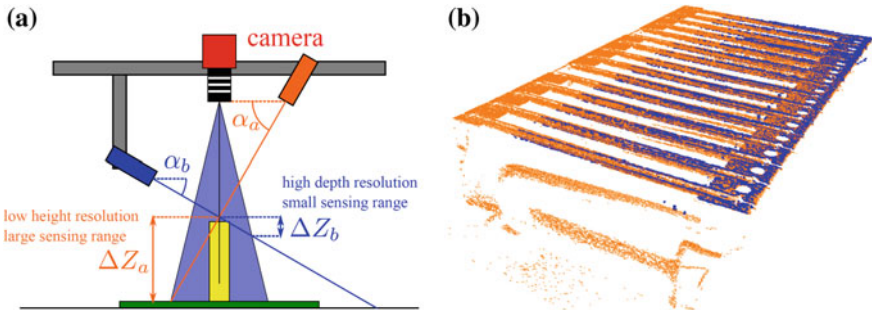 (a)
camera
α_a
α_b
high depth resolution
small sensing range
low height resolution
large sensing range
ΔZ_a
ΔZ_b
(b)